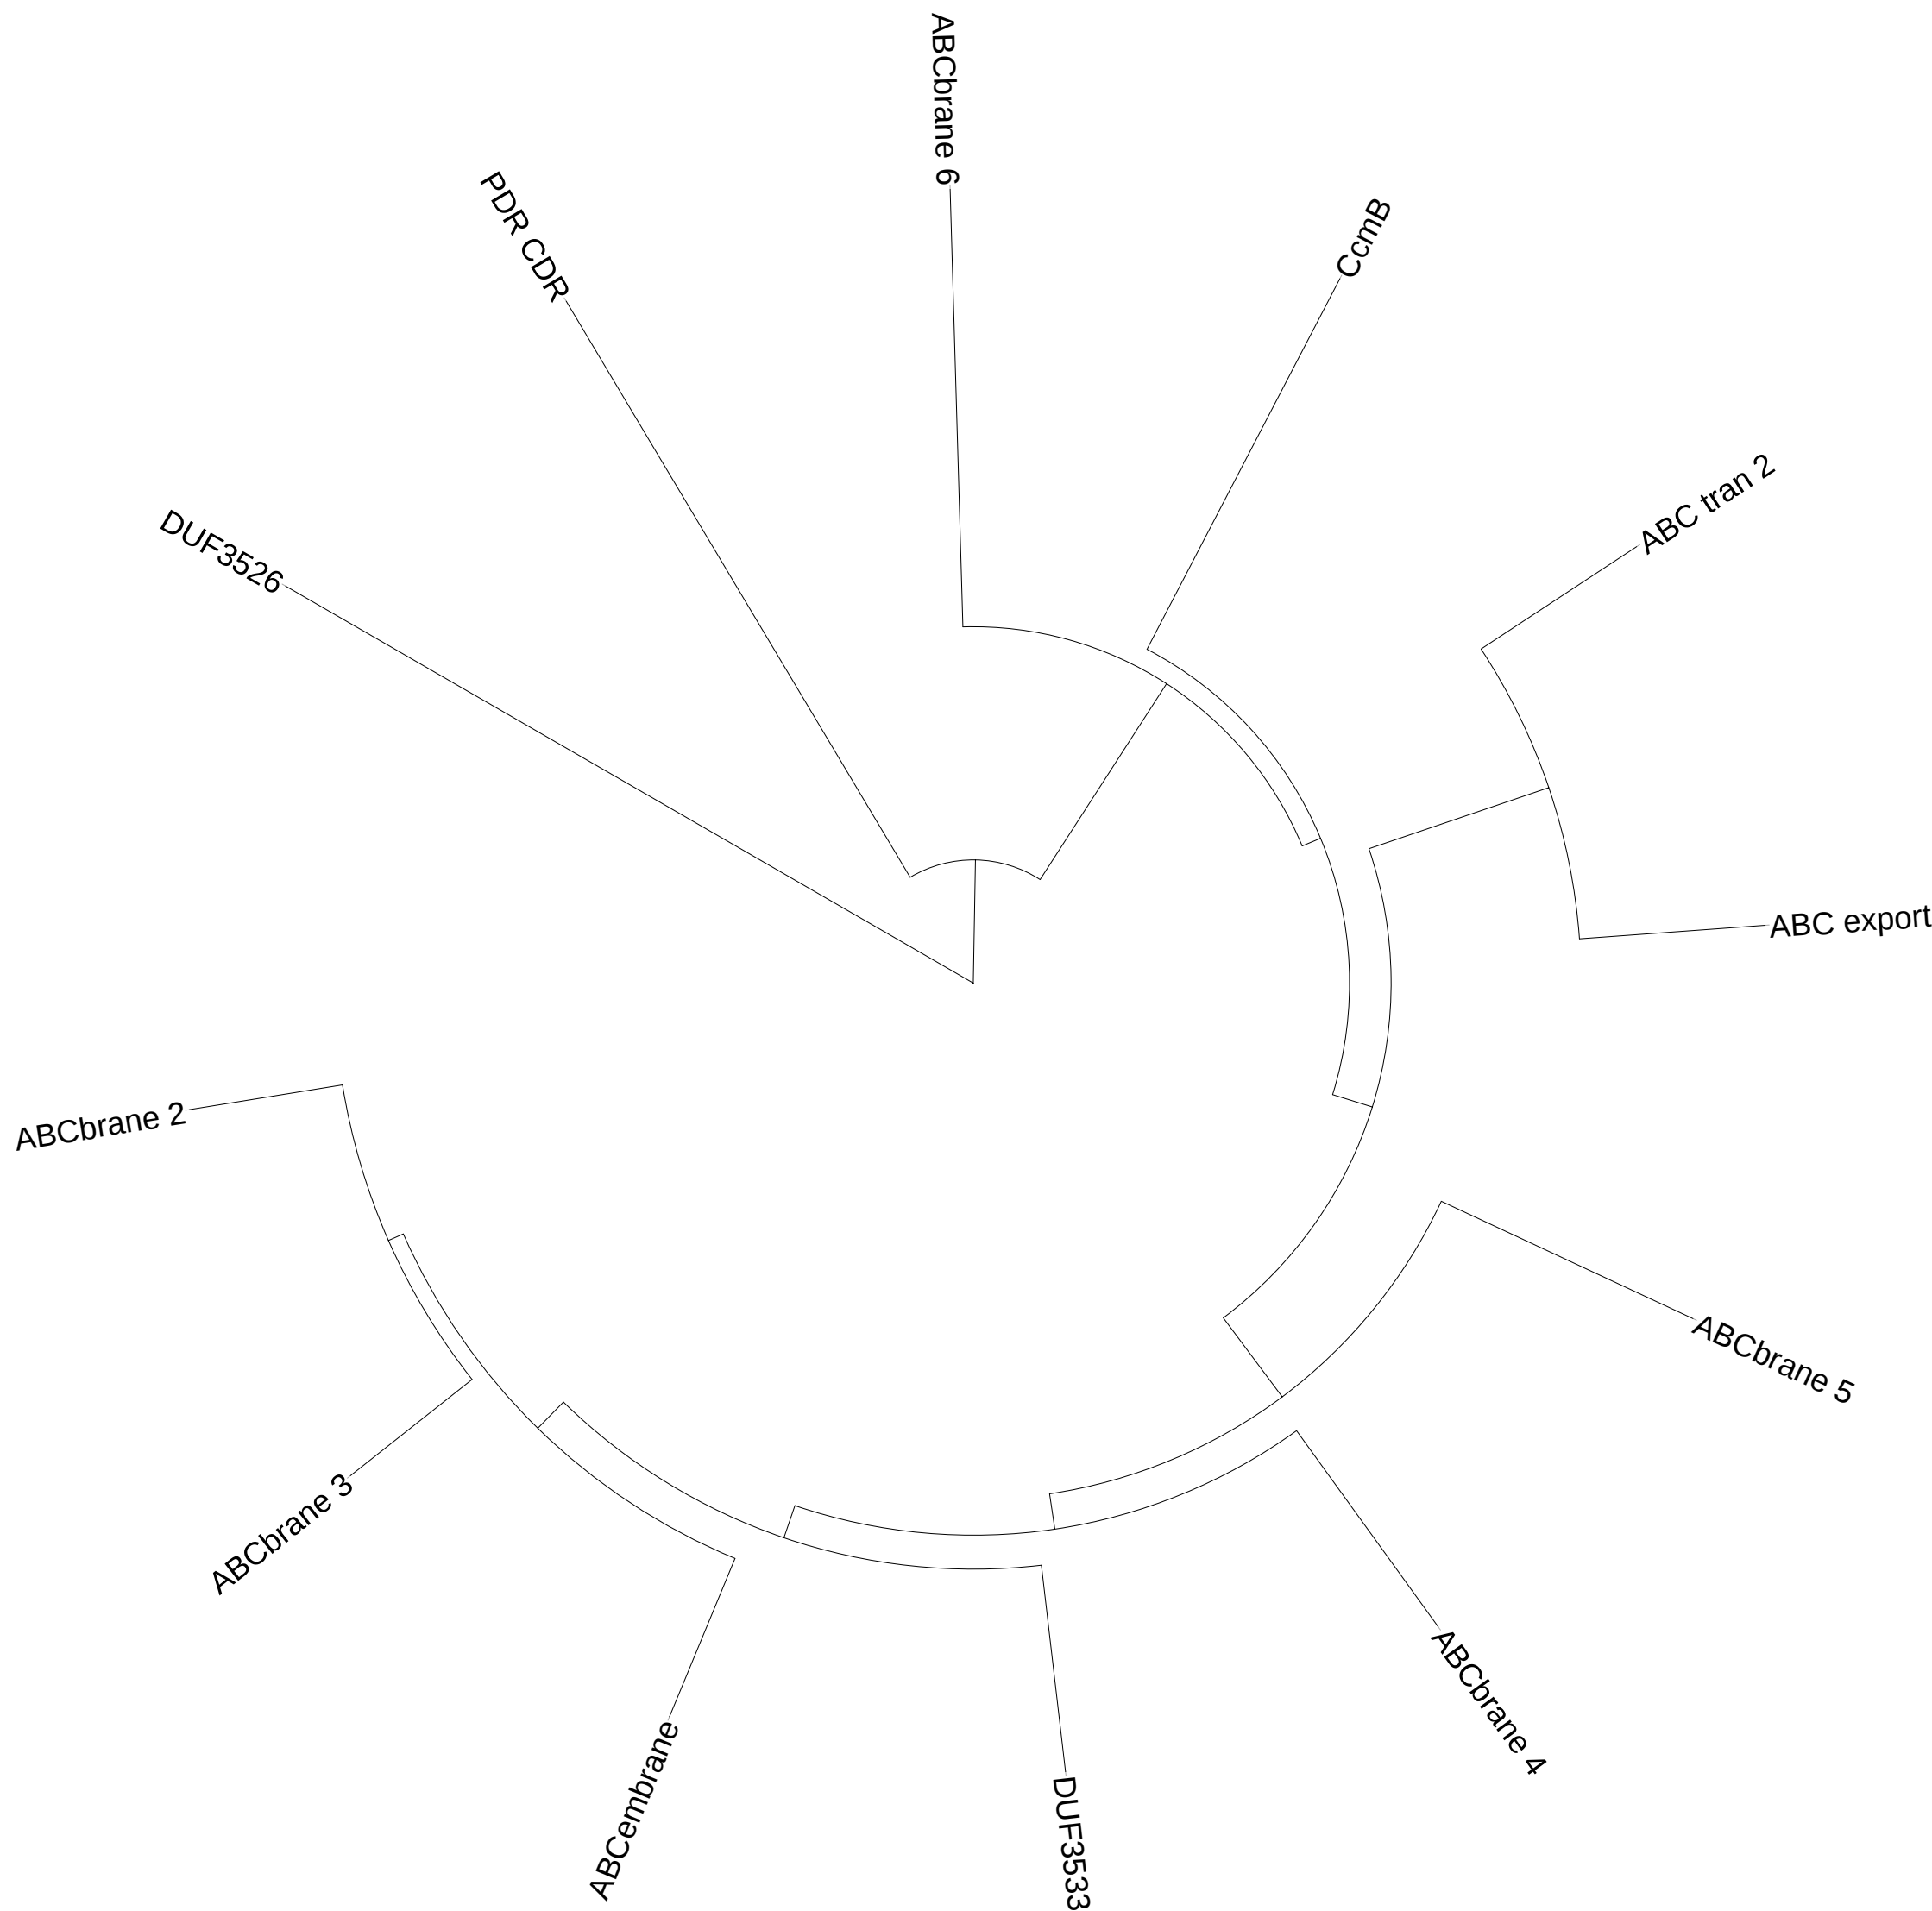 ABCbrane 6
PDR CDR
CcmB
ABC tran 2
DUF3526
ABC export
ABCbrane 2
ABCbrane 5
ABCbrane 3
ABCbrane 4
ABCembrane
DUF3533